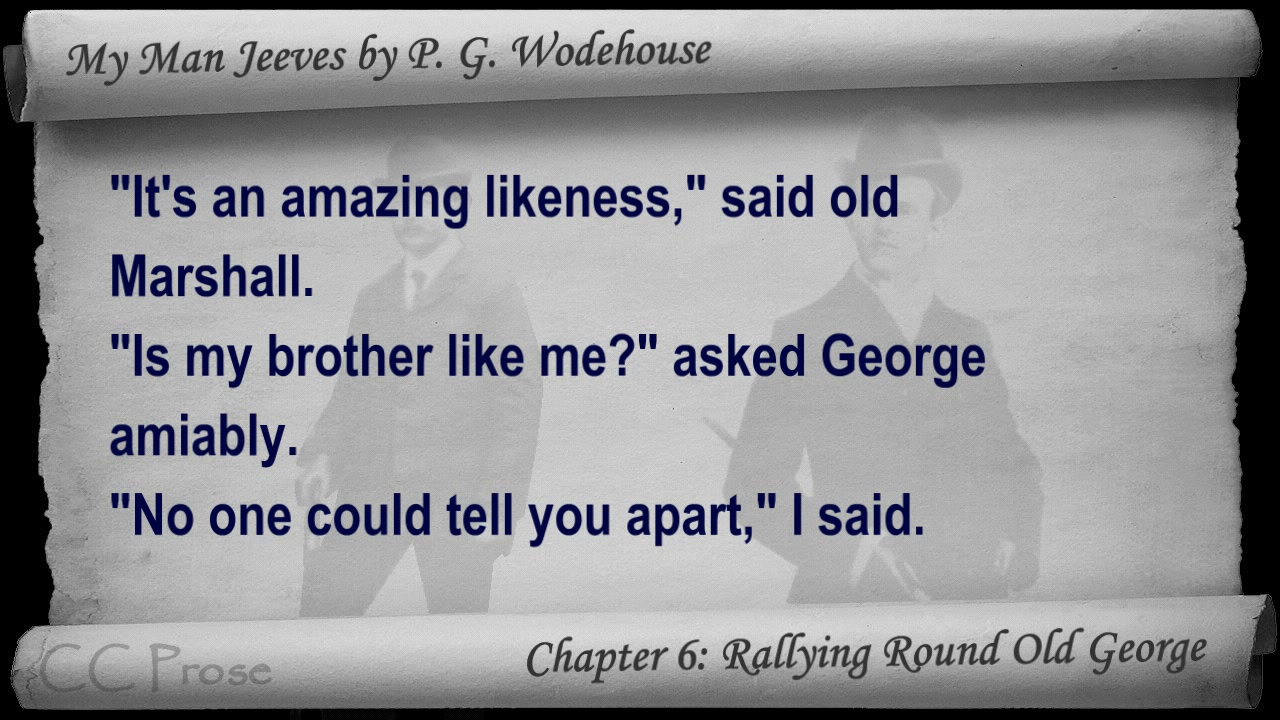 My Man Jeeves by P. G. Wodehouse
"It's an amazing likeness," said old
Marshall.
"Is my brother like me?" asked George
amiably.
"No one could tell you apart," I said.
CC Prose
Chapter 6: Rallying Round Old George